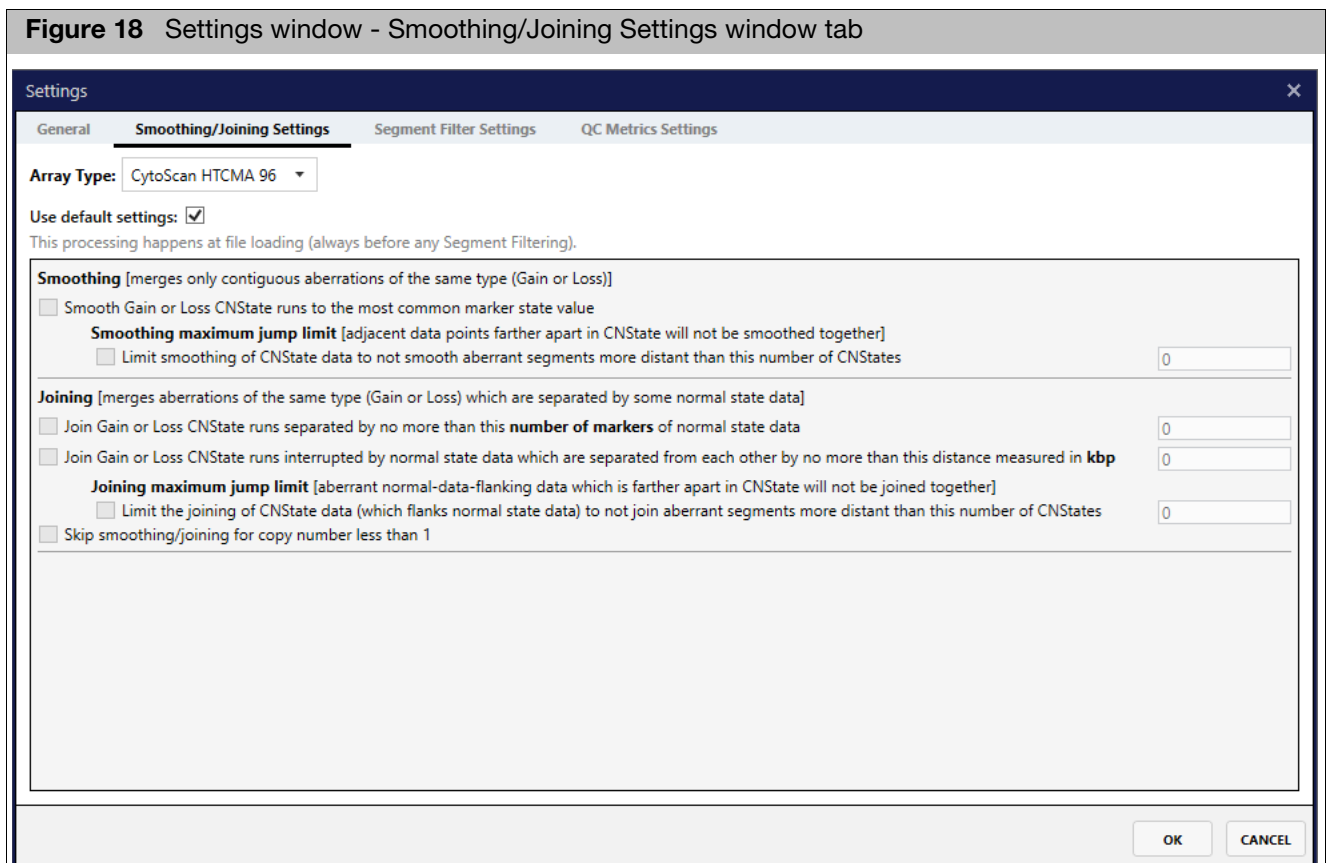 Figure 18 Settings window - Smoothing/Joining Settings window tab
Settings
General Smoothing/Joining Settings Segment Filter Settings QC Metrics Settings
Array Type: CytoScan HTCMA 96
Use default settings:
This processing happens at file loading (always before any Segment Filtering).
Smoothing [merges only contiguous aberrations of the same type (Gain or Loss)]
Smooth Gain or Loss CNState runs to the most common marker state value
Smoothing maximum jump limit [adjacent data points farther apart in CNState will not be smoothed together]
Limit smoothing of CNState data to not smooth aberrant segments more distant than this number of CNStates 0
Joining [merges aberrations of the same type (Gain or Loss) which are separated by some normal state data]
Join Gain or Loss CNState runs separated by no more than this number of markers of normal state data 0
Join Gain or Loss CNState runs interrupted by normal state data which are separated from each other by no more than this distance measured in kbp 0
Joining maximum jump limit [aberrant normal-data-flanking data which is farther apart in CNState will not be joined together]
Limit the joining of CNState data (which flanks normal state data) to not join aberrant segments more distant than this number of CNStates 0
Skip smoothing/joining for copy number less than 1
OK CANCEL